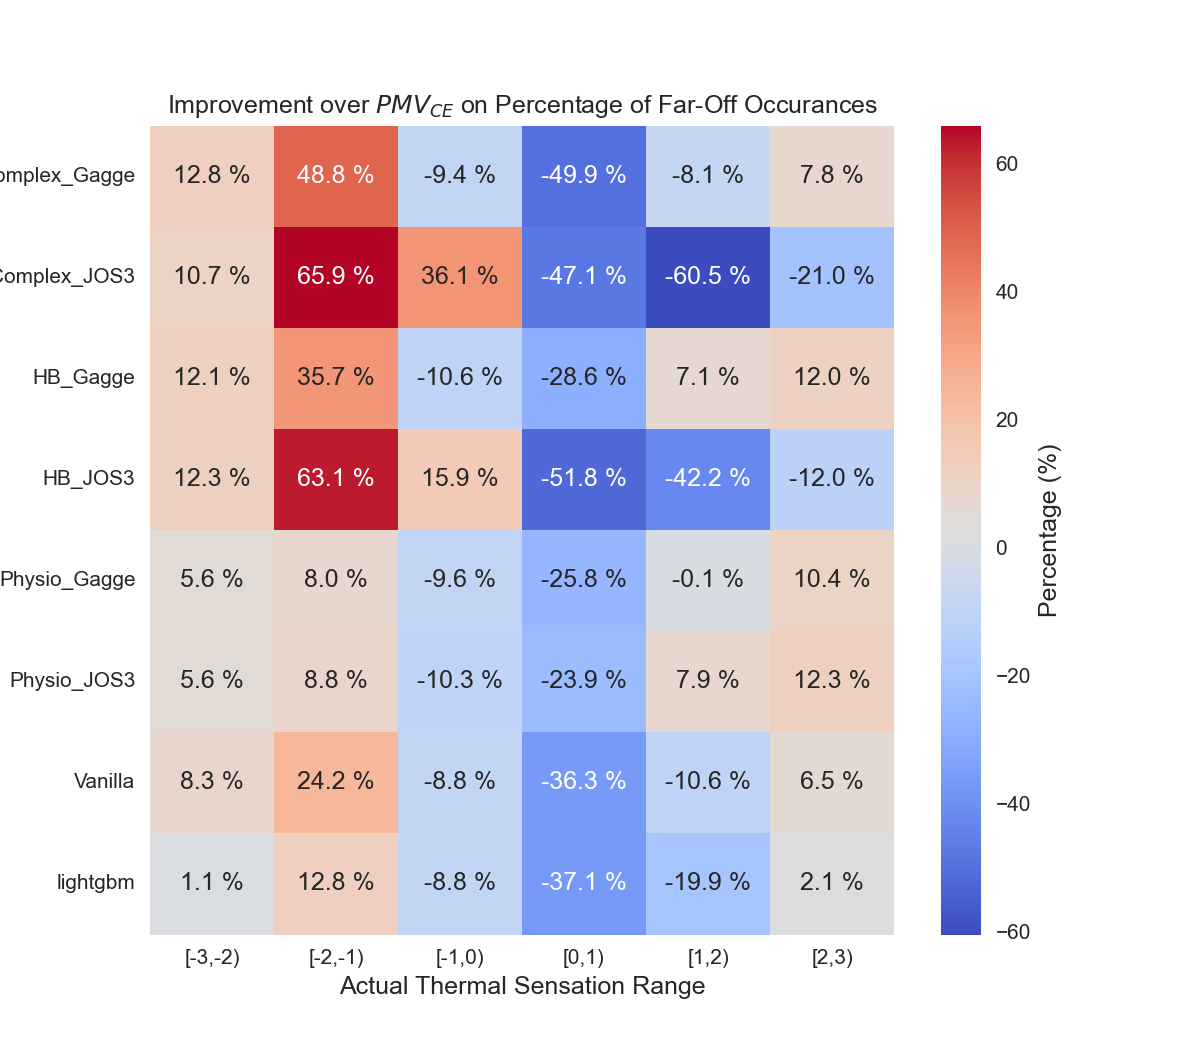 Improvement over PMV_CE on Percentage of Far-Off Occurances
omplex_Gagge 12.8 % 48.8 % -9.4 % -49.9 % -8.1 % 7.8 %
Complex_JOS3 10.7 % 65.9 % 36.1 % -47.1 % -60.5 % -21.0 %
HB_Gagge 12.1 % 35.7 % -10.6 % -28.6 % 7.1 % 12.0 %
HB_JOS3 12.3 % 63.1 % 15.9 % -51.8 % -42.2 % -12.0 %
Physio_Gagge 5.6 % 8.0 % -9.6 % -25.8 % -0.1 % 10.4 %
Physio_JOS3 5.6 % 8.8 % -10.3 % -23.9 % 7.9 % 12.3 %
Vanilla 8.3 % 24.2 % -8.8 % -36.3 % -10.6 % 6.5 %
lightgbm 1.1 % 12.8 % -8.8 % -37.1 % -19.9 % 2.1 %
[-3,-2) [-2,-1) [-1,0) [0,1) [1,2) [2,3)
Actual Thermal Sensation Range
60
40
20
0
−20
−40
−60
Percentage (%)